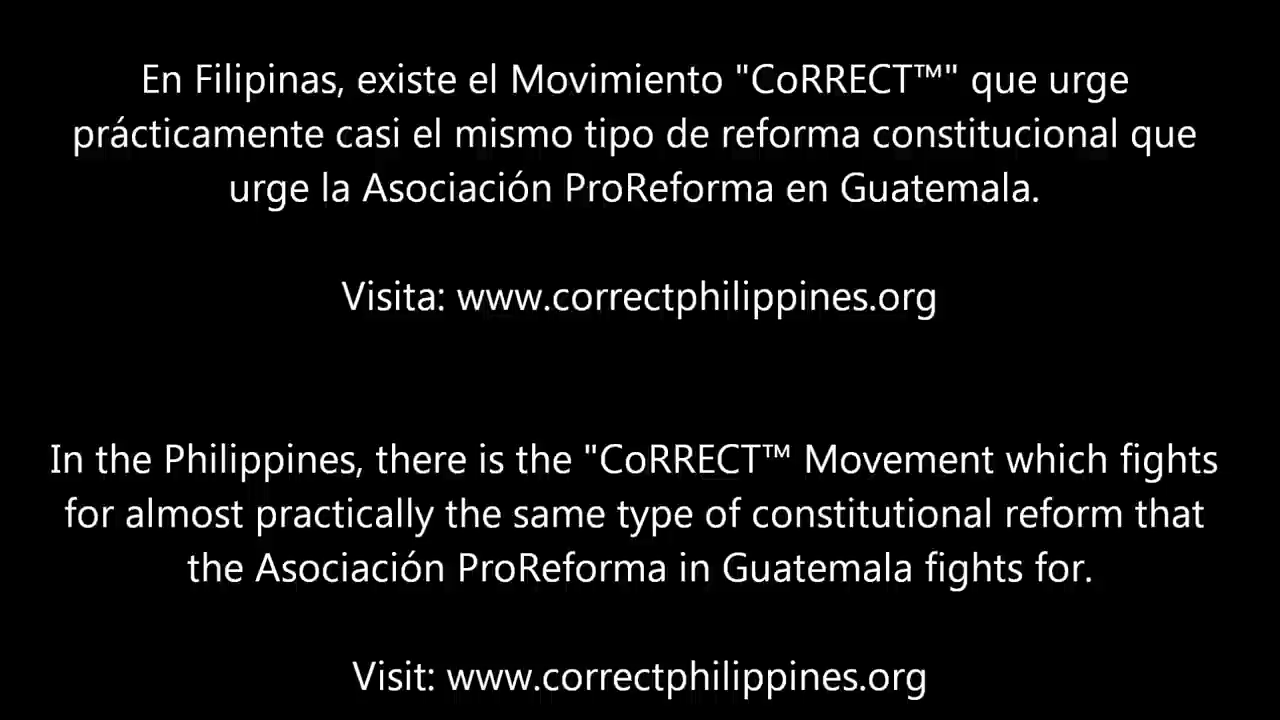 En Filipinas, existe el Movimiento "CoRRECT™" que urge
prácticamente casi el mismo tipo de reforma constitucional que
urge la Asociación ProReforma en Guatemala.
Visita: www.correctphilippines.org
In the Philippines, there is the "CoRRECT™ Movement which fights
for almost practically the same type of constitutional reform that
the Asociación ProReforma in Guatemala fights for.
Visit: www.correctphilippines.org